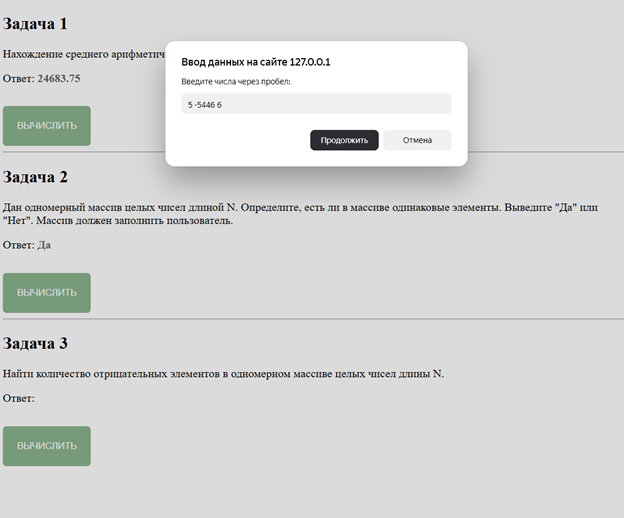 Задача 1
Нахождение среднего арифметич
Ответ: 24683.75
ВЫЧИСЛИТЬ
Ввод данных на сайте 127.0.0.1
Введите числа через пробел:
5 -5446 6
Продолжить Отмена
Задача 2
Дан одномерный массив целых чисел длиной N. Определите, есть ли в массиве одинаковые элементы. Выведите "Да" или
"Нет". Массив должен заполнить пользователь.
Ответ: Да
ВЫЧИСЛИТЬ
Задача 3
Найти количество отрицательных элементов в одномерном массиве целых чисел длины N.
Ответ:
ВЫЧИСЛИТЬ